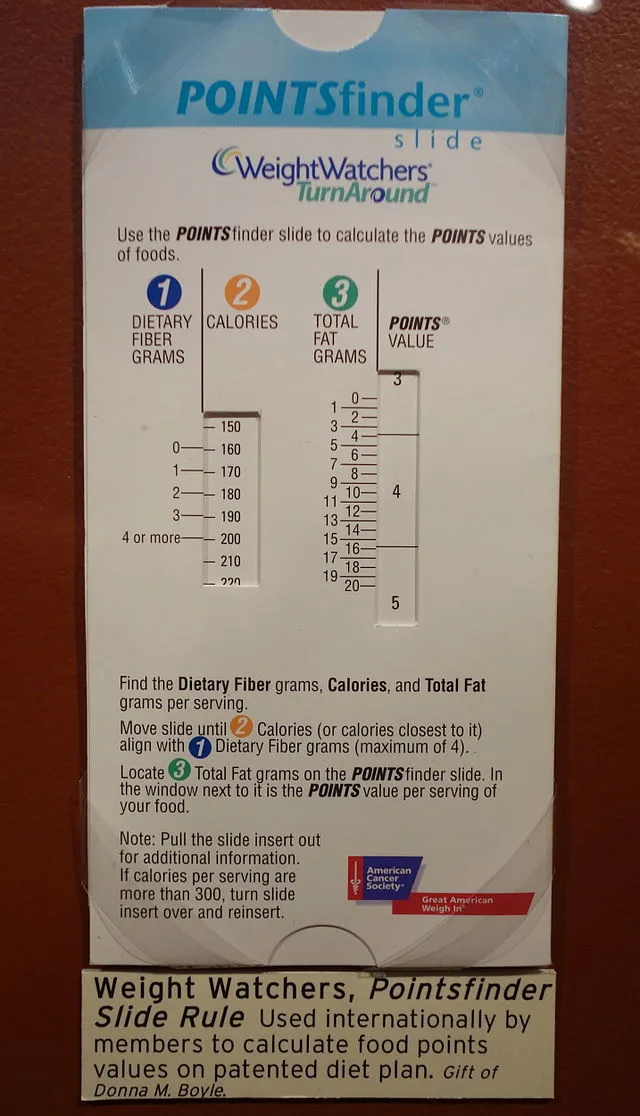 POINTSfinder®
slide
WeightWatchers®
TurnAround™
Use the POINTSfinder slide to calculate the POINTS values
of foods.
1 2 3
DIETARY FIBER GRAMS
CALORIES
TOTAL FAT GRAMS
POINTS® VALUE
150
0 160
1 170
2 180
3 190
4 or more 200
210
220
0
1
2
3
4
5
6
7
8
9
10
11
12
13
14
15
16
17
18
19
20
3
4
5
Find the Dietary Fiber grams, Calories, and Total Fat
grams per serving.
Move slide until 2 Calories (or calories closest to it)
align with 1 Dietary Fiber grams (maximum of 4).
Locate 3 Total Fat grams on the POINTSfinder slide. In
the window next to it is the POINTS value per serving of
your food.
Note: Pull the slide insert out
for additional information.
If calories per serving are
more than 300, turn slide
insert over and reinsert.
American
Cancer
Society®
Great American
Weigh In®
Weight Watchers, Pointsfinder
Slide Rule Used internationally by
members to calculate food points
values on patented diet plan. Gift of
Donna M. Boyle.